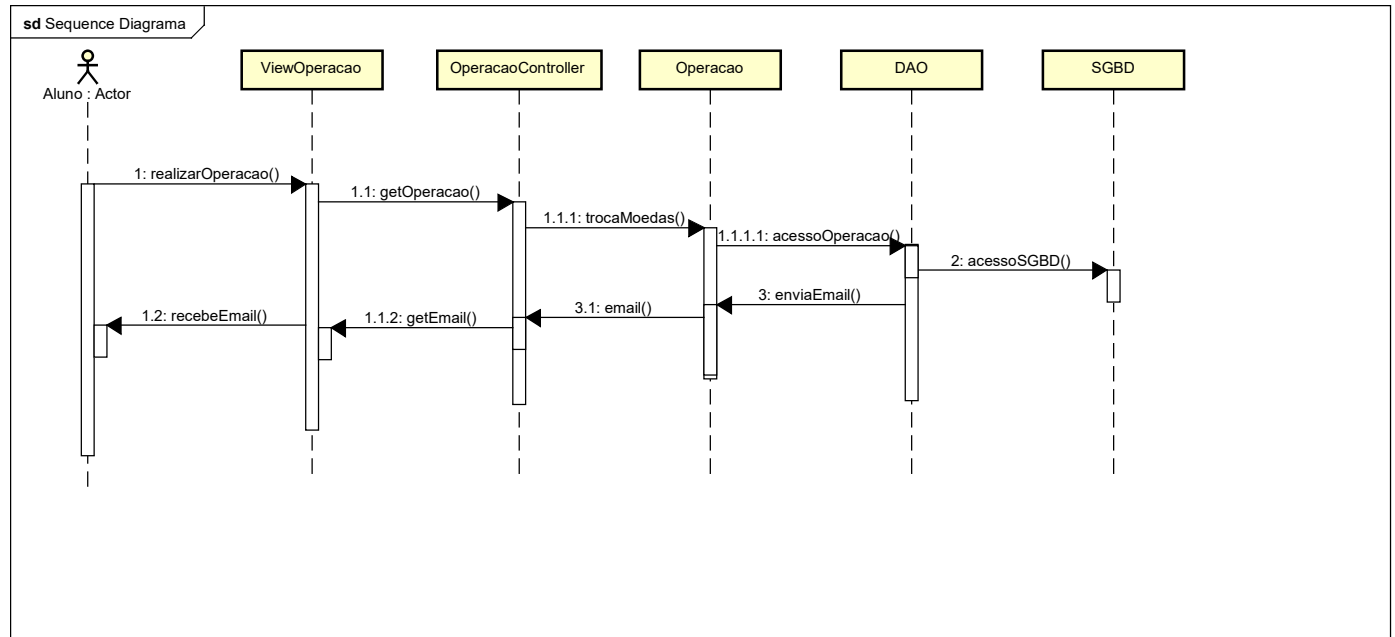 sd Sequence Diagrama
Aluno : Actor
ViewOperacao
OperacaoController
Operacao
DAO
SGBD
1: realizarOperacao()
1.1: getOperacao()
1.1.1: trocaMoedas()
1.1.1.1: acessoOperacao()
2: acessoSGBD()
3: enviaEmail()
3.1: email()
1.1.2: getEmail()
1.2: recebeEmail()